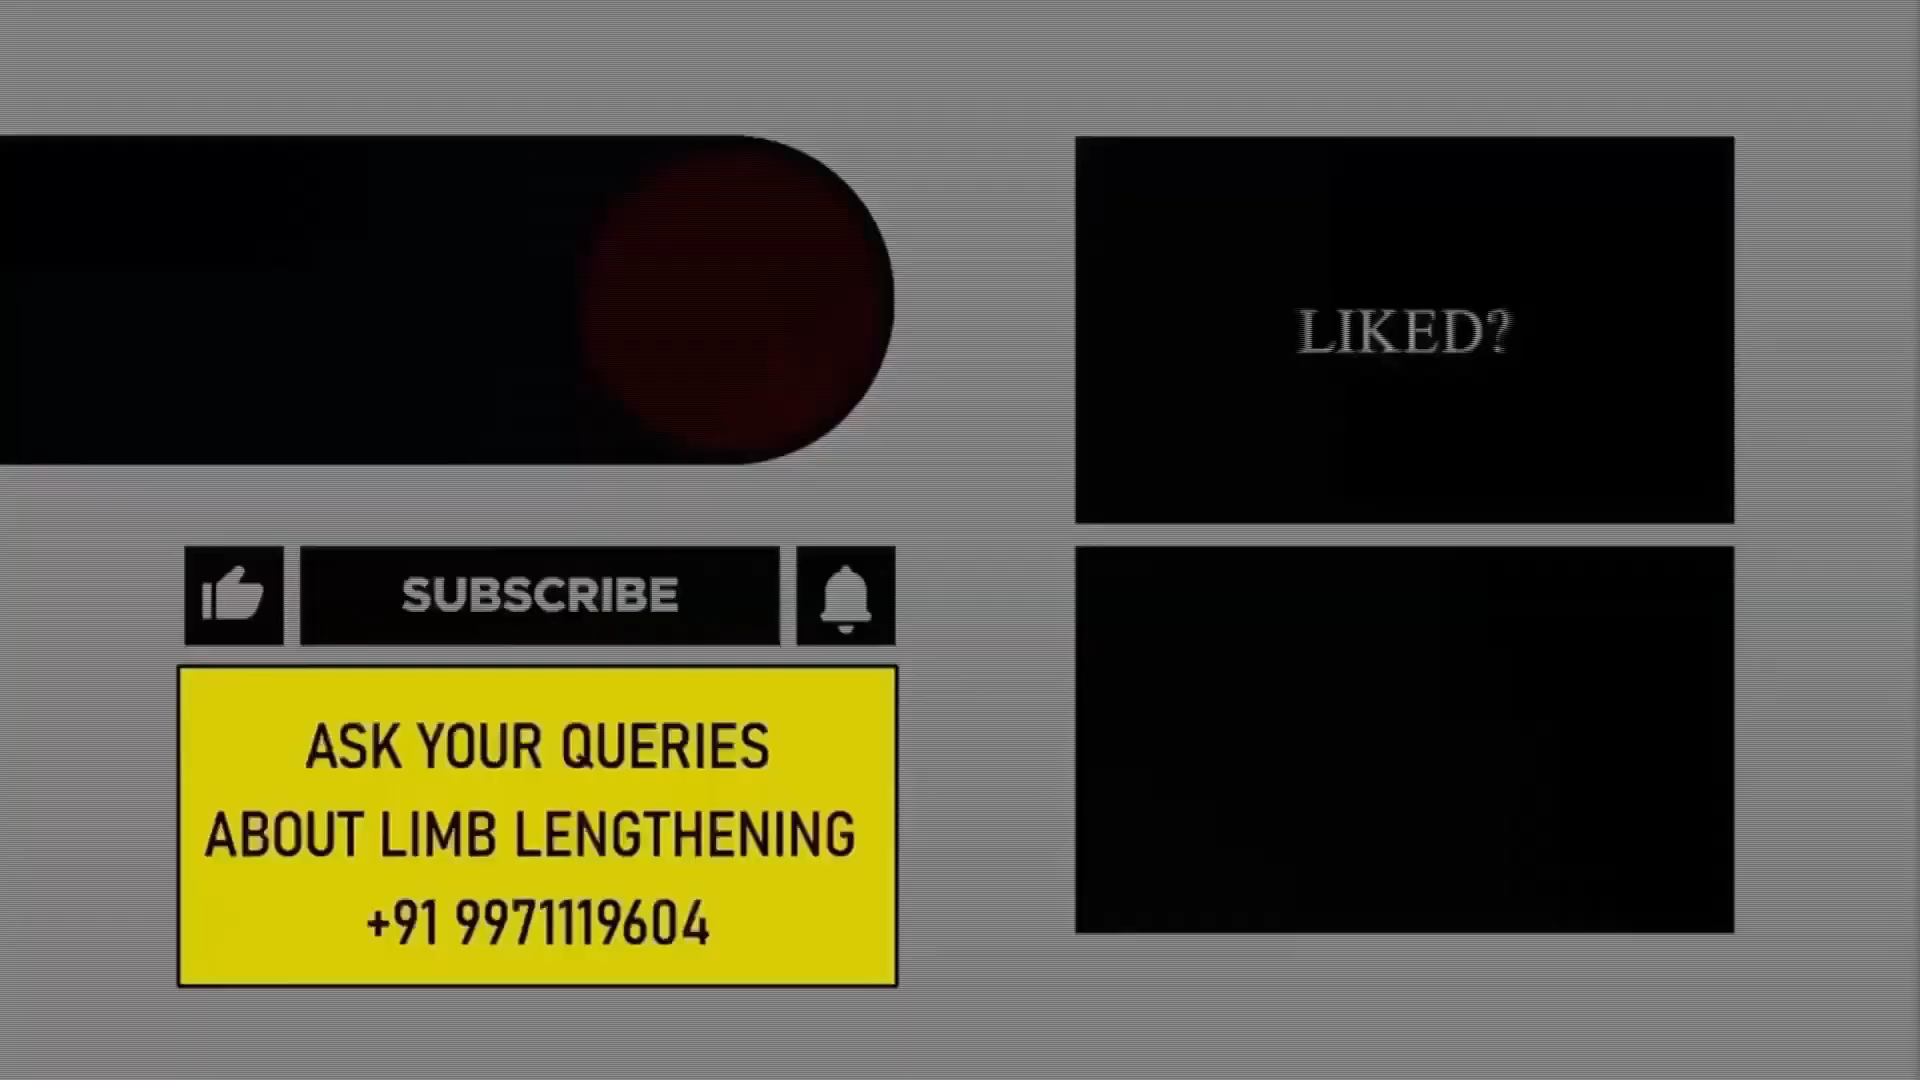 LIKED?
SUBSCRIBE
ASK YOUR QUERIES
ABOUT LIMB LENGTHENING
+91 9971119604